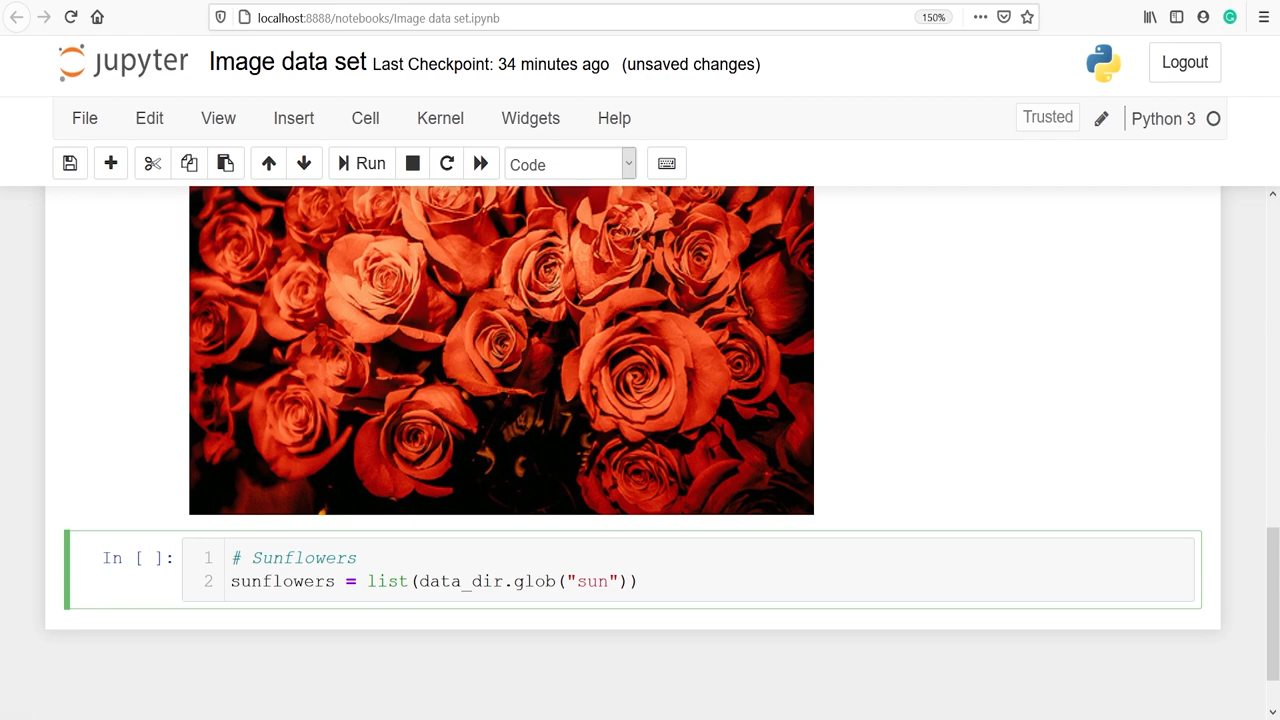 localhost:8888/notebooks/Image data set.ipynb
150%
jupyter Image data set Last Checkpoint: 34 minutes ago (unsaved changes)
Logout
File Edit View Insert Cell Kernel Widgets Help
Trusted Python 3
Run Code
In [ ]:
1 # Sunflowers
2 sunflowers = list(data_dir.glob("sun"))